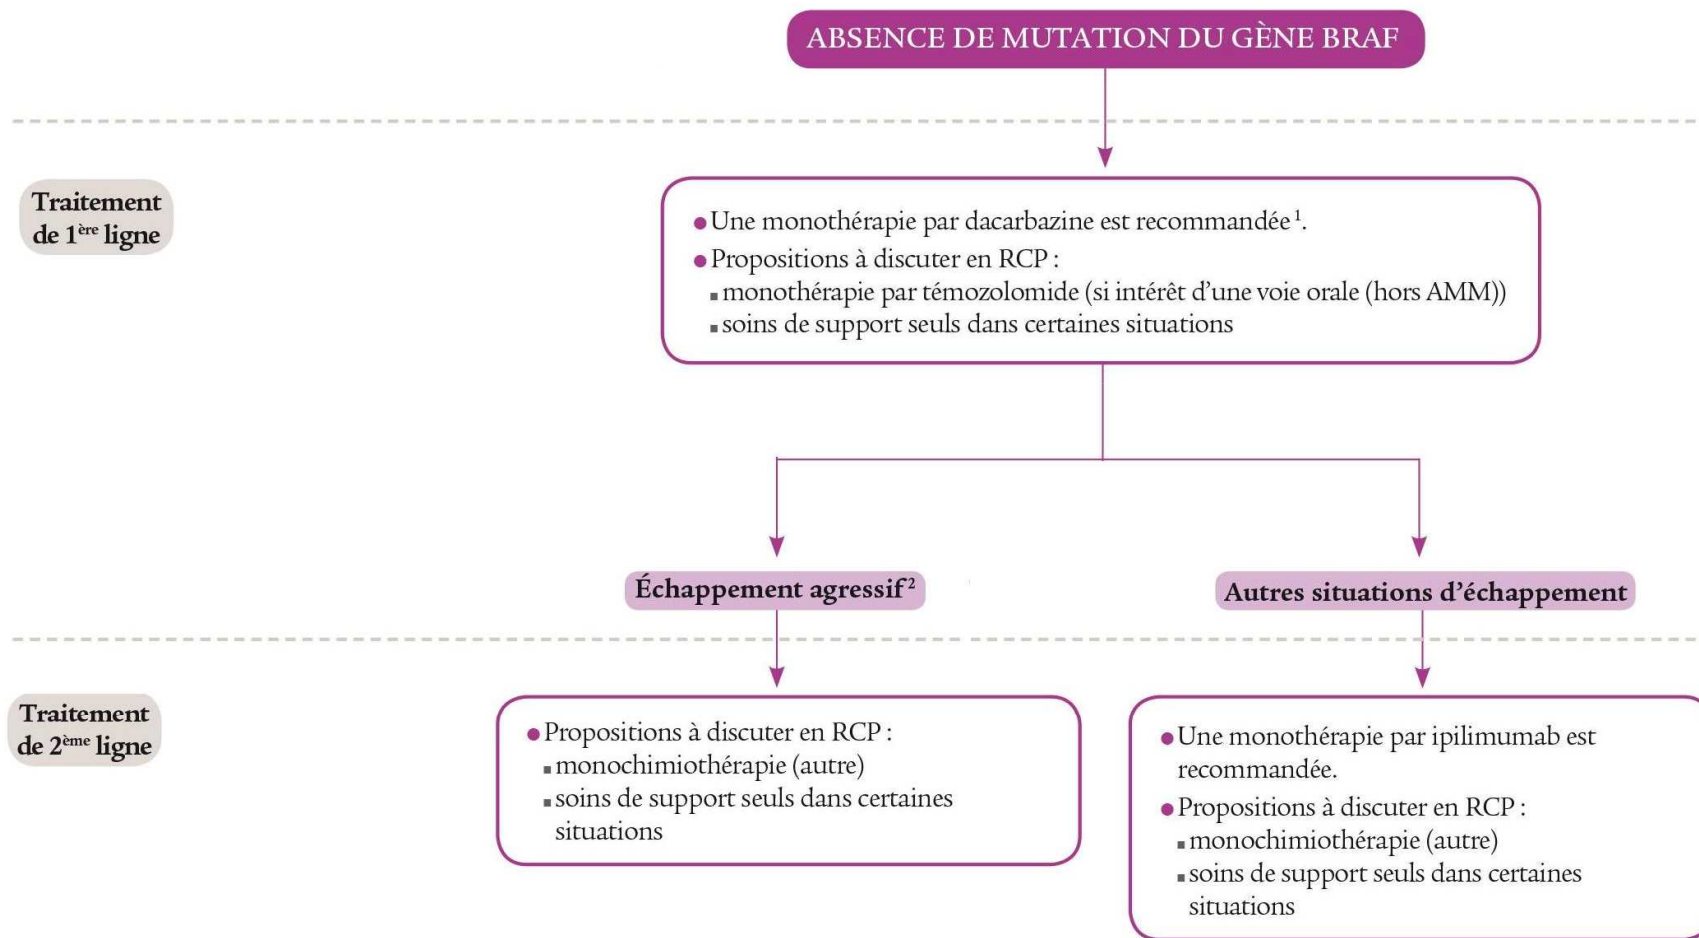 ABSENCE DE MUTATION DU GÈNE BRAF
Traitement
de 1ère ligne
● Une monothérapie par dacarbazine est recommandée1.
● Propositions à discuter en RCP :
▪ monothérapie par témozolomide (si intérêt d’une voie orale (hors AMM))
▪ soins de support seuls dans certaines situations
Échappement agressif2
Autres situations d’échappement
Traitement
de 2ème ligne
● Propositions à discuter en RCP :
▪ monochimiothérapie (autre)
▪ soins de support seuls dans certaines
situations
● Une monothérapie par ipilimumab est
recommandée.
● Propositions à discuter en RCP :
▪ monochimiothérapie (autre)
▪ soins de support seuls dans certaines
situations